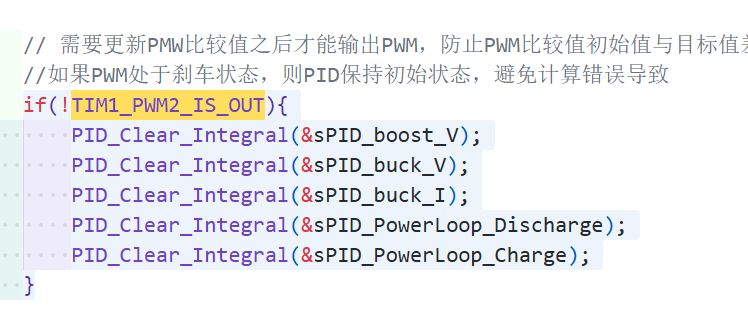 // 需要更新PMW比较值之后才能输出PWM，防止PWM比较值初始值与目标值
//如果PWM处于刹车状态，则PID保持初始状态，避免计算错误导致
if(!TIM1_PWM2_IS_OUT){
PID_Clear_Integral(&sPID_boost_V);
PID_Clear_Integral(&sPID_buck_V);
PID_Clear_Integral(&sPID_buck_I);
PID_Clear_Integral(&sPID_PowerLoop_Discharge);
PID_Clear_Integral(&sPID_PowerLoop_Charge);
}